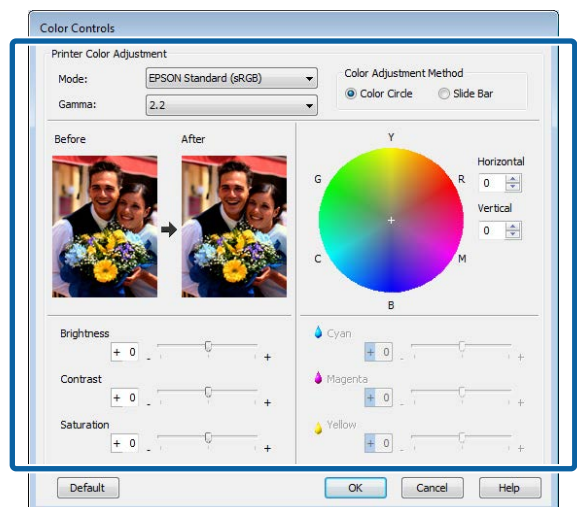 Color Controls
Printer Color Adjustment
Mode: EPSON Standard (sRGB)
Gamma: 2.2
Color Adjustment Method
Color Circle Slide Bar
Before After
Y
G R
C M
B
Horizontal
0
Vertical
0
Brightness
+ 0 - +
Contrast
+ 0 - +
Saturation
+ 0 - +
Cyan
+ 0 - +
Magenta
+ 0 - +
Yellow
+ 0 - +
Default OK Cancel Help